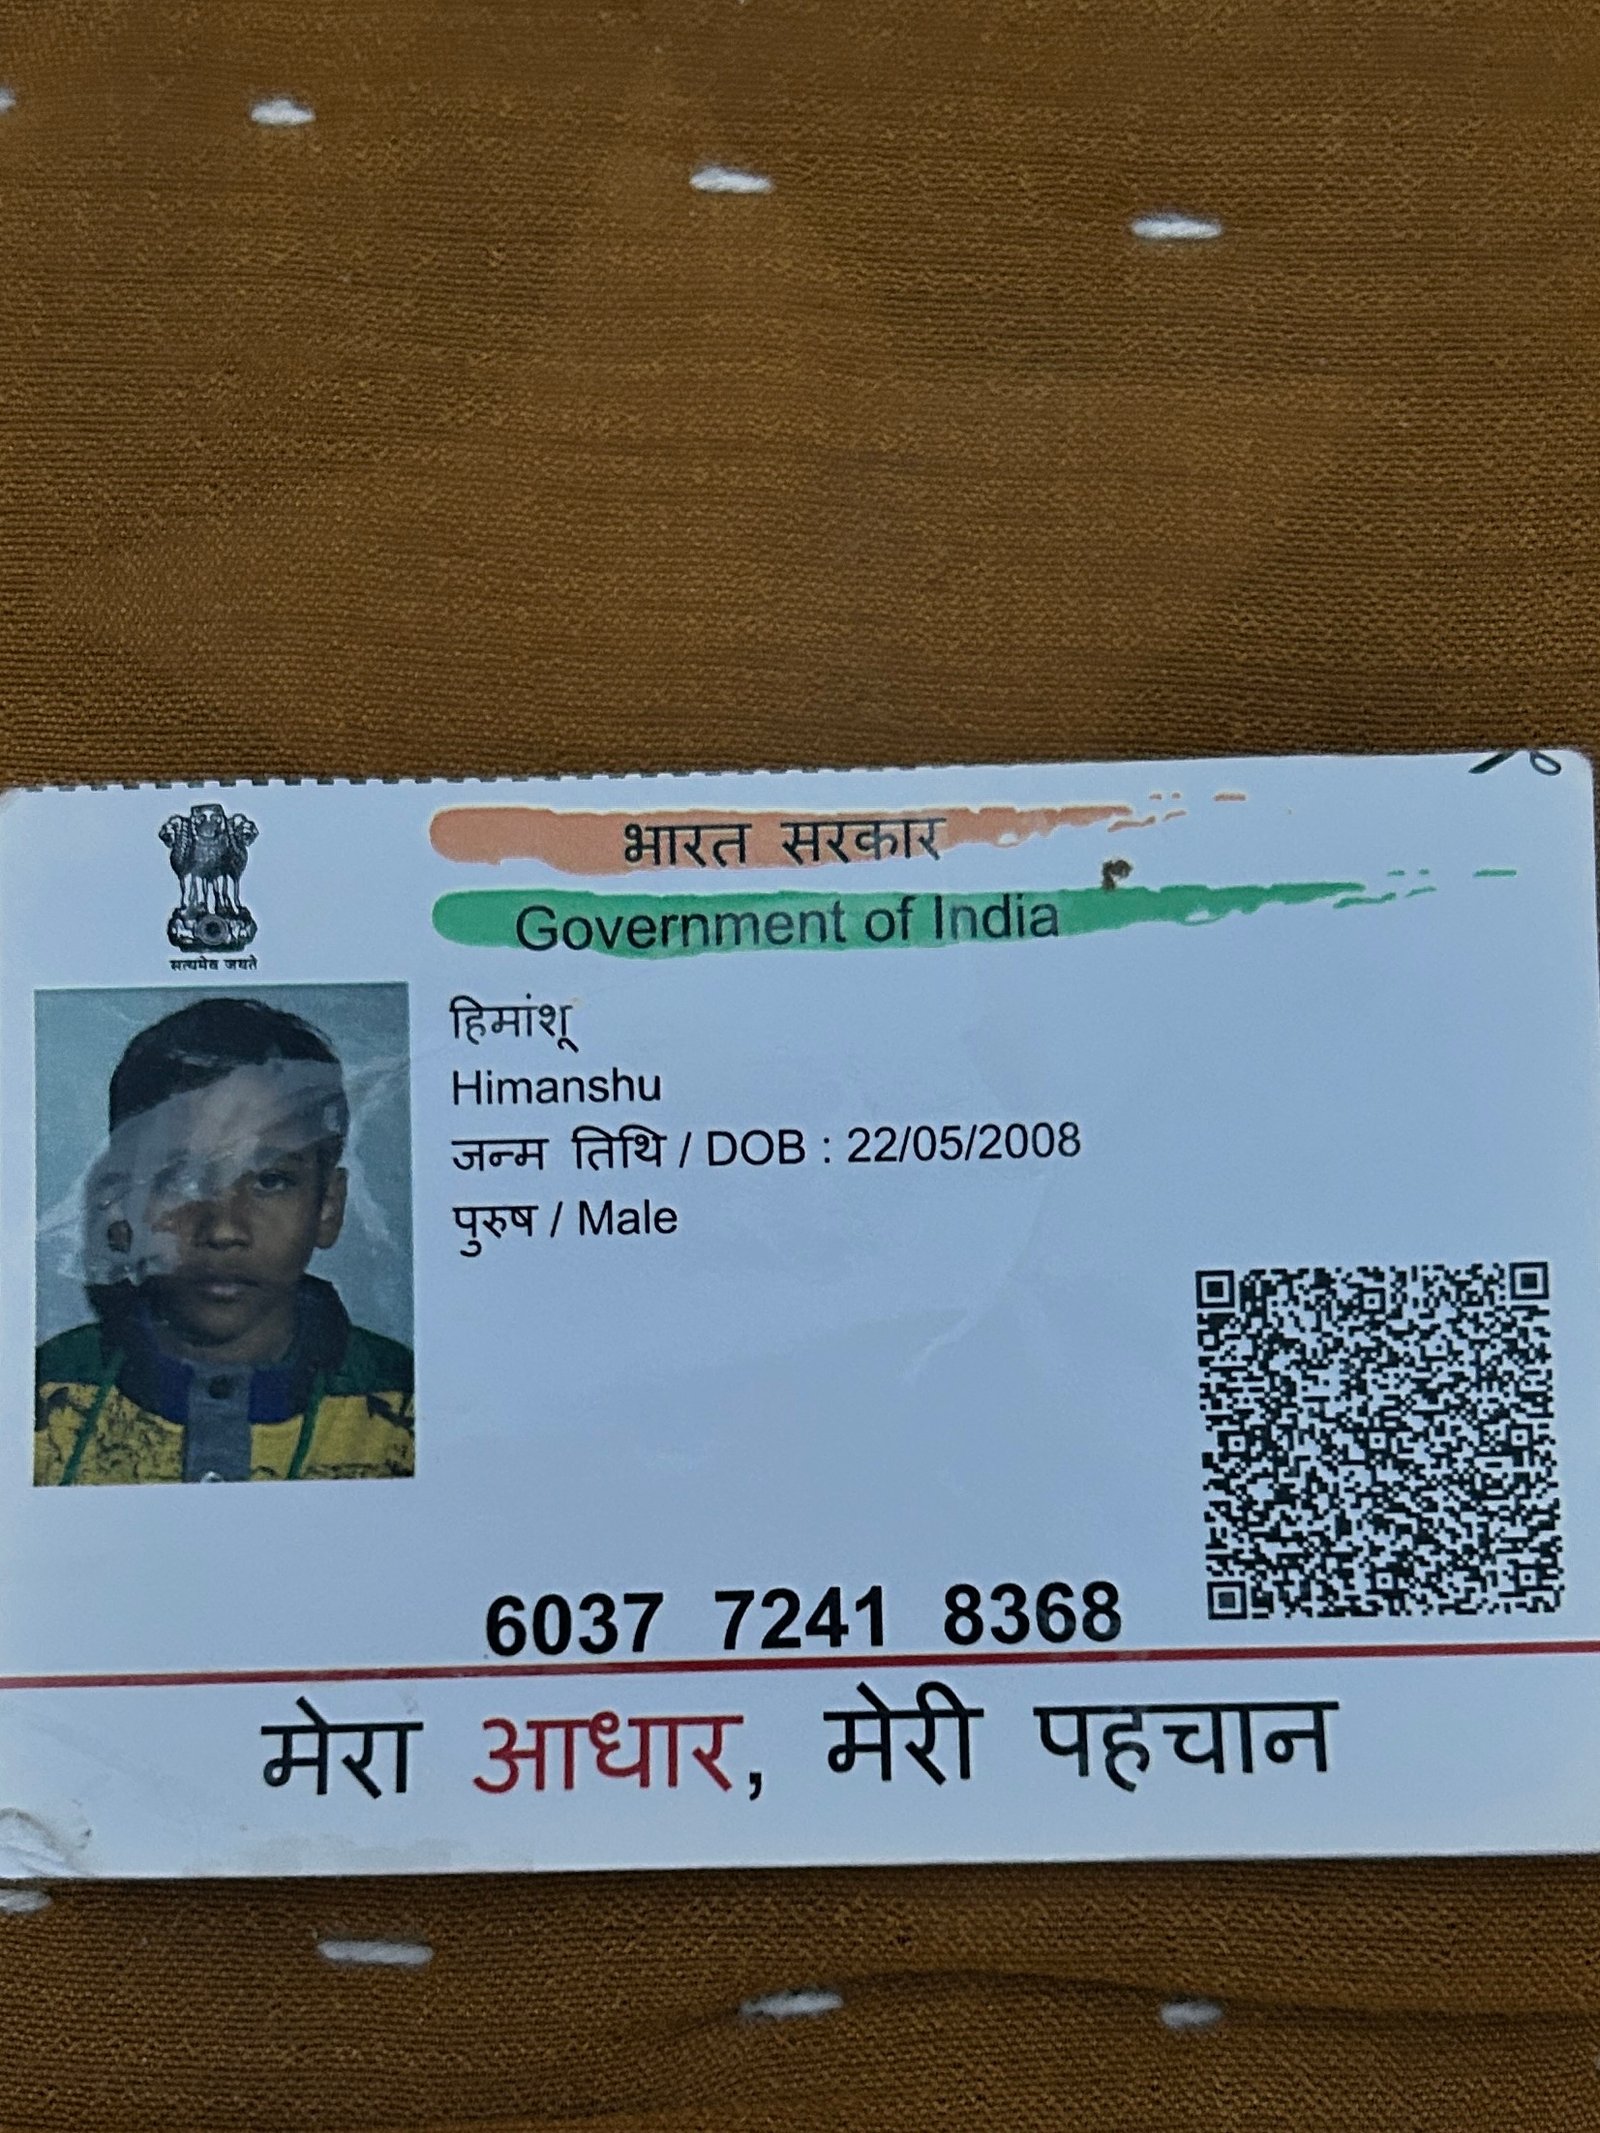 भारत सरकार
Government of India
सत्यमेव जयते
हिमांशू
Himanshu
जन्म तिथि / DOB : 22/05/2008
पुरुष / Male
6037 7241 8368
मेरा आधार, मेरी पहचान